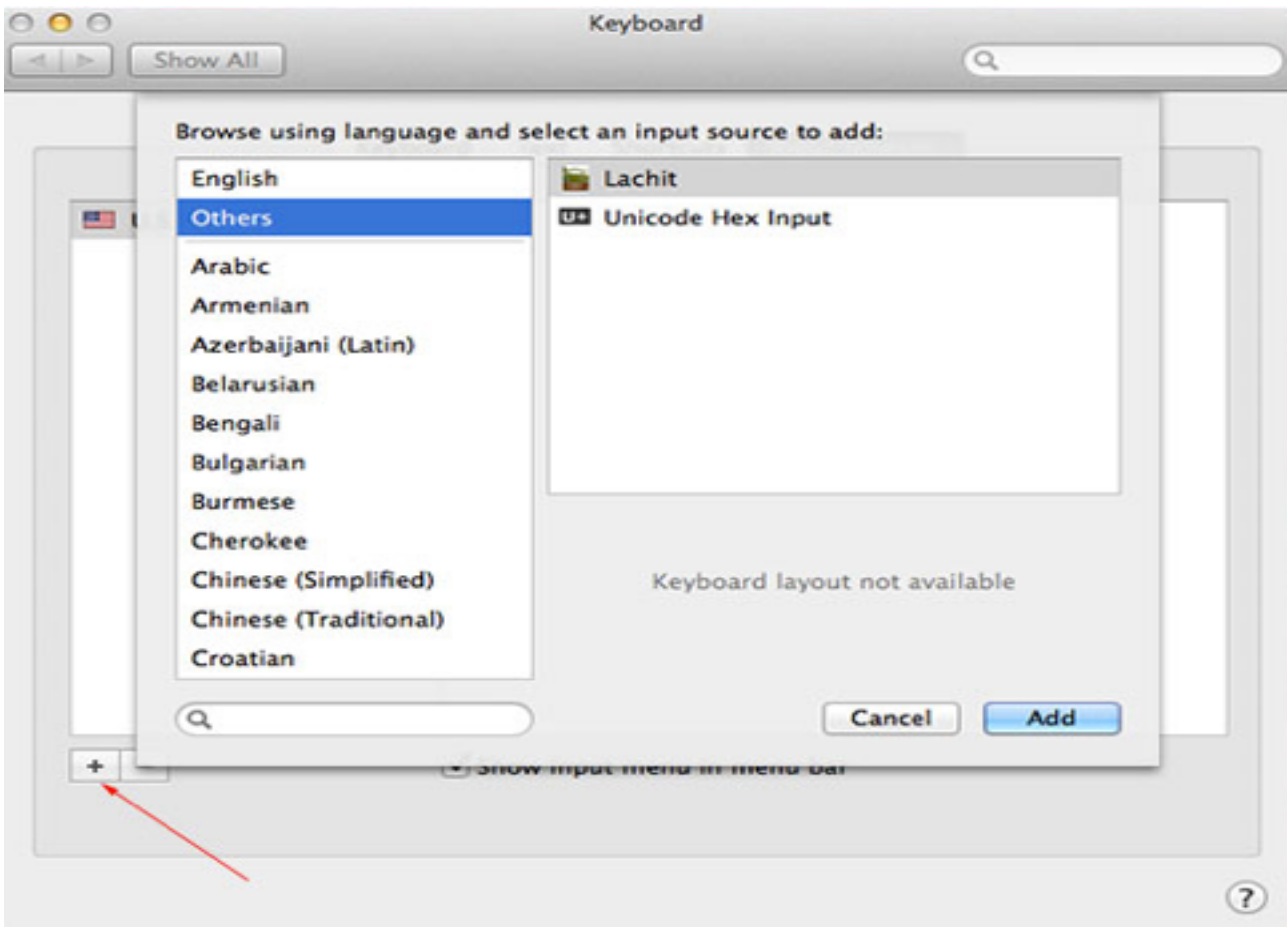 Keyboard
Show All
Browse using language and select an input source to add:
English
Others
Arabic
Armenian
Azerbaijani (Latin)
Belarusian
Bengali
Bulgarian
Burmese
Cherokee
Chinese (Simplified)
Chinese (Traditional)
Croatian
Lachit
U+ Unicode Hex Input
Keyboard layout not available
Cancel
Add
+
Show input menu in menu bar
?